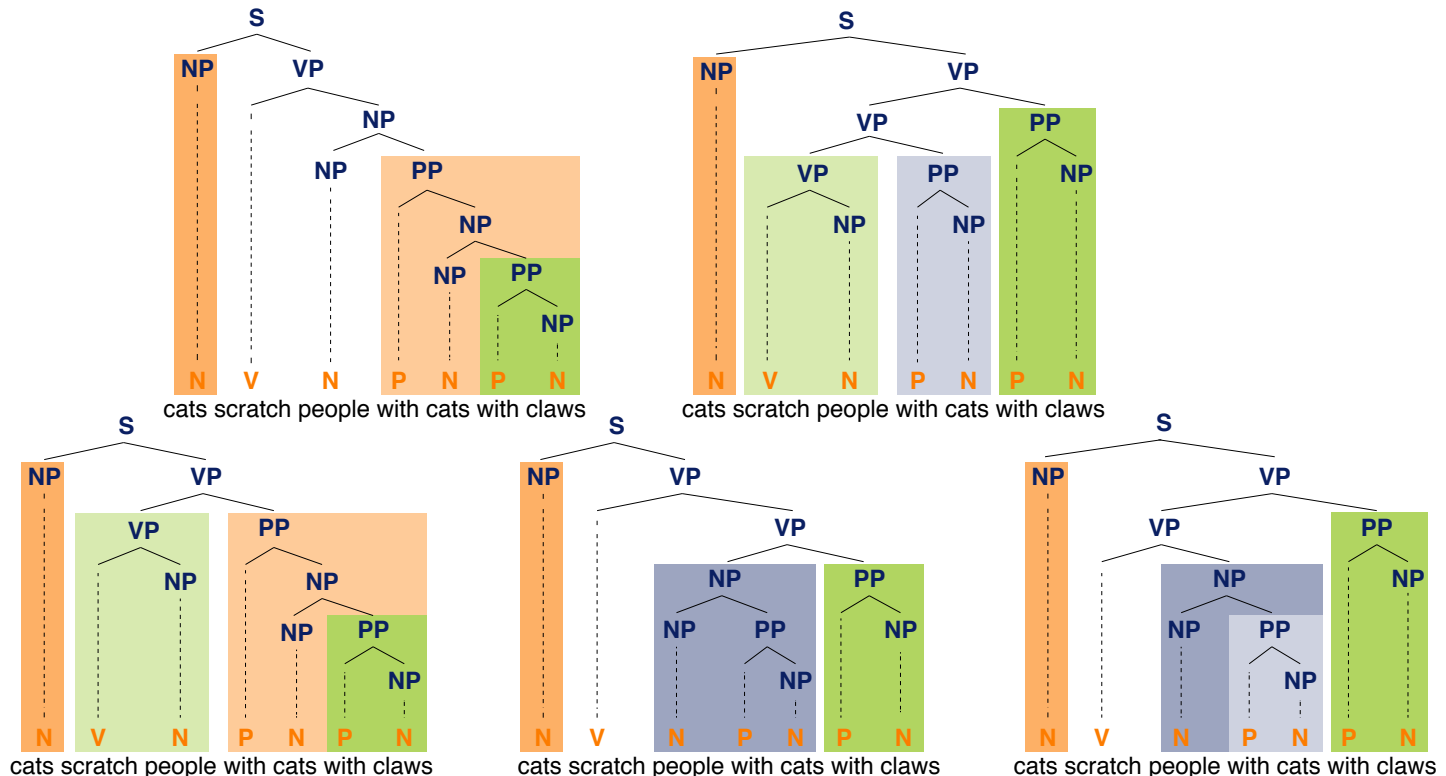 S
S
NP VP
NP VP
NP
VP PP
NP PP
VP PP NP
NP
NP NP
NP PP
NP
N V N P N P N
N V N P N P N
cats scratch people with cats with claws
cats scratch people with cats with claws
S
S
S
NP VP
NP VP
NP VP
VP PP
VP
VP PP
NP NP
NP PP
NP NP
NP PP
NP PP NP
NP PP
NP
NP
NP
N V N P N P N
N V N P N P N
N V N P N P N
cats scratch people with cats with claws
cats scratch people with cats with claws
cats scratch people with cats with claws